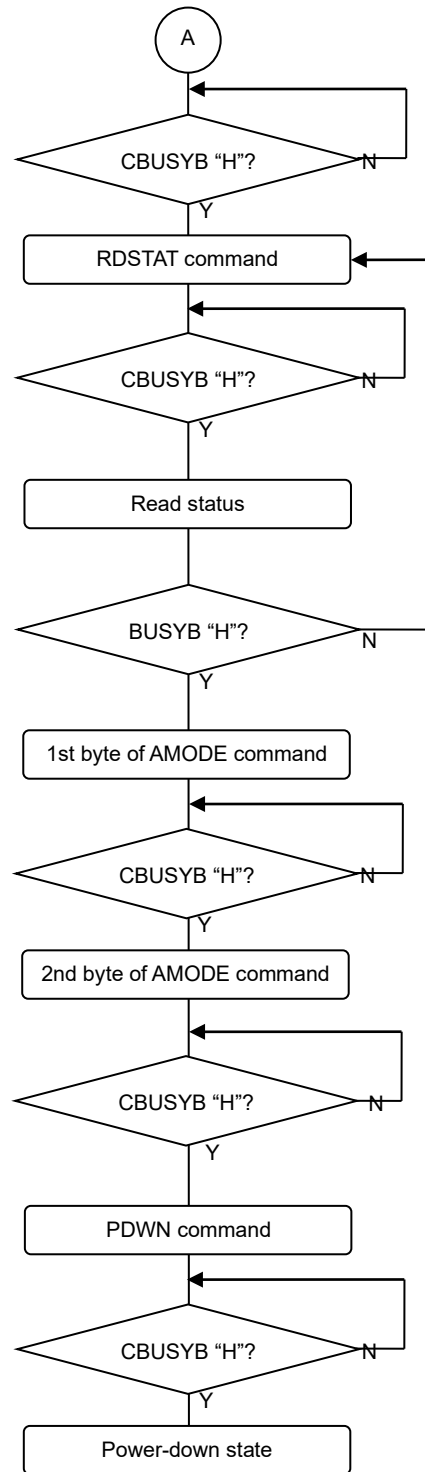 A
CBUSYB “H”?
N
Y
RDSTAT command
CBUSYB “H”?
N
Y
Read status
BUSYB “H”?
N
Y
1st byte of AMODE command
CBUSYB “H”?
N
Y
2nd byte of AMODE command
CBUSYB “H”?
N
Y
PDWN command
CBUSYB “H”?
N
Y
Power-down state